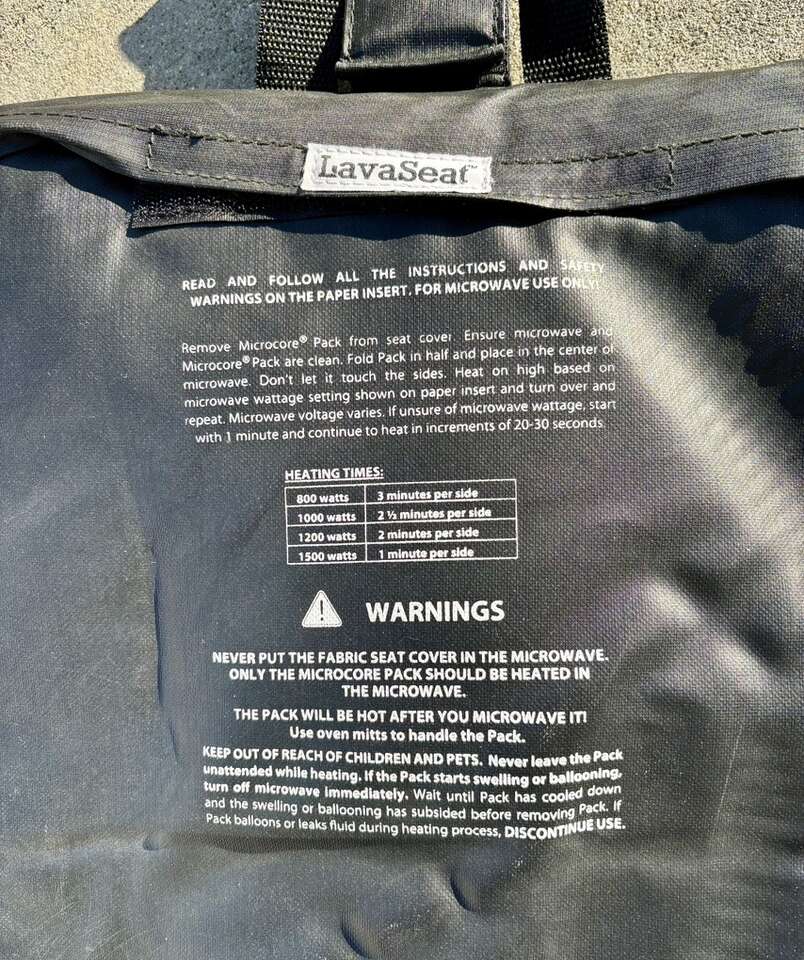 LavaSeat™
READ AND FOLLOW ALL THE INSTRUCTIONS AND SAFETY
WARNINGS ON THE PAPER INSERT. FOR MICROWAVE USE ONLY!
Remove Microcore® Pack from seat cover. Ensure microwave and
Microcore® Pack are clean. Fold Pack in half and place in the center of
microwave. Don't let it touch the sides. Heat on high based on
microwave wattage setting shown on paper insert and turn over and
repeat. Microwave voltage varies. If unsure of microwave wattage, start
with 1 minute and continue to heat in increments of 20-30 seconds.
HEATING TIMES:
800 watts 3 minutes per side
1000 watts 2 ½ minutes per side
1200 watts 2 minutes per side
1500 watts 1 minute per side
WARNINGS
NEVER PUT THE FABRIC SEAT COVER IN THE MICROWAVE.
ONLY THE MICROCORE PACK SHOULD BE HEATED IN
THE MICROWAVE.
THE PACK WILL BE HOT AFTER YOU MICROWAVE IT!
Use oven mitts to handle the Pack.
KEEP OUT OF REACH OF CHILDREN AND PETS. Never leave the Pack
unattended while heating. If the Pack starts swelling or ballooning,
turn off microwave immediately. Wait until Pack has cooled down
and the swelling or ballooning has subsided before removing Pack. If
Pack balloons or leaks fluid during heating process, DISCONTINUE USE.